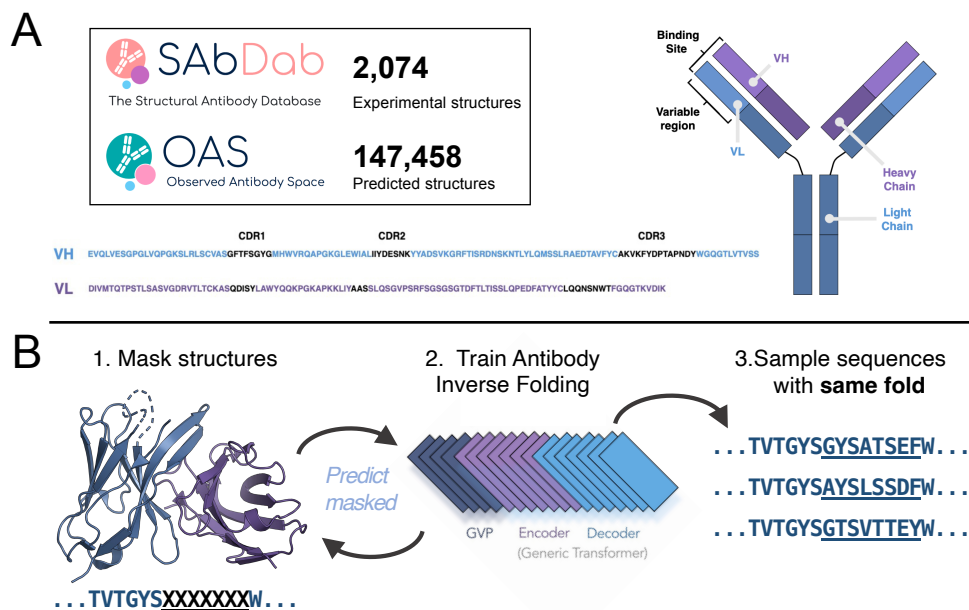 A
SAbDab
The Structural Antibody Database
2,074
Experimental structures
OAS
Observed Antibody Space
147,458
Predicted structures
Binding
Site
VH
Variable
region
VL
Heavy
Chain
Light
Chain
CDR1 CDR2 CDR3
VH EVQLVESGPGLVQPGKSLRLSCVASGFTFSGYGMHWVRQAPGKGLEWIALIIYDESNKYYADSVKGRFTISRDNSKNTLYLQMSSLRAEDTAVFYCAKVKFYDPTAPNDYWGQGTLVTVSS
VL DIVMTQTPSTLSASVGDRVTLTCKASQDISYLAWYQQKPGKAPKKLIYAASSLQSGVPSRFSGSGSGTDFTLTISSLQPEDFATYYCLQQNSNWTFGQGTKVDIK
B
1. Mask structures
2. Train Antibody
Inverse Folding
3.Sample sequences
with same fold
Predict
masked
GVP Encoder Decoder
(Generic Transformer)
...TVTGYSGYSATSEFW...
...TVTGYSAYSLSSDFW...
...TVTGYSGTSVTTEYW...
...TVTGYSXXXXXXXW...